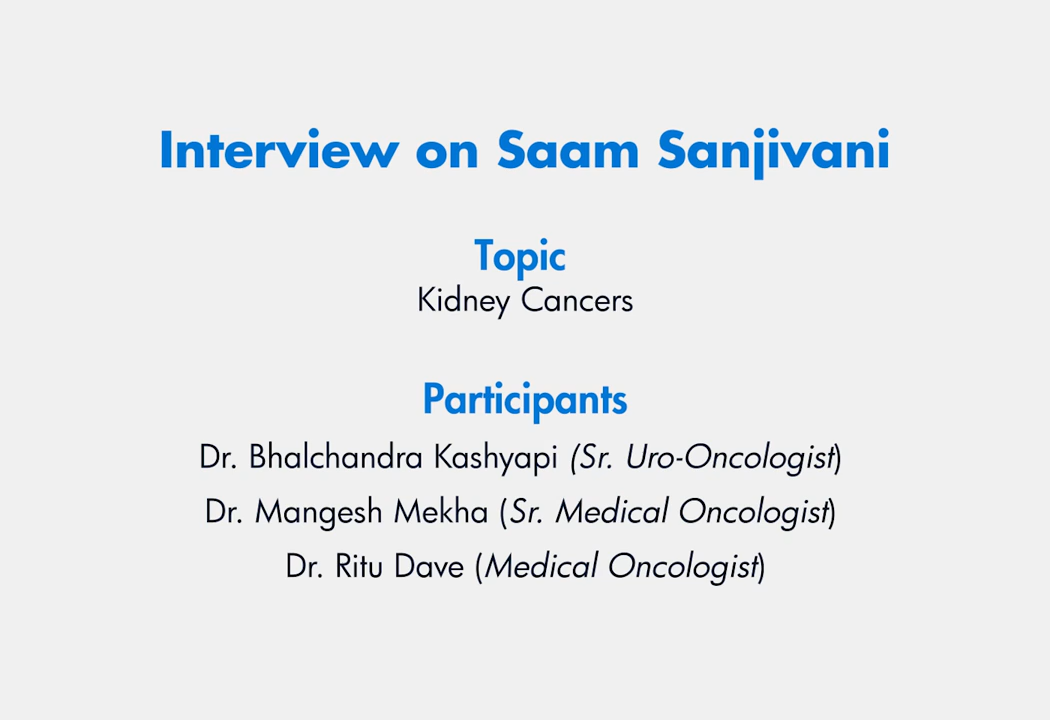 Interview on Saam Sanjivani
Topic
Kidney Cancers
Participants
Dr. Bhalchandra Kashyapi (Sr. Uro-Oncologist)
Dr. Mangesh Mekha (Sr. Medical Oncologist)
Dr. Ritu Dave (Medical Oncologist)